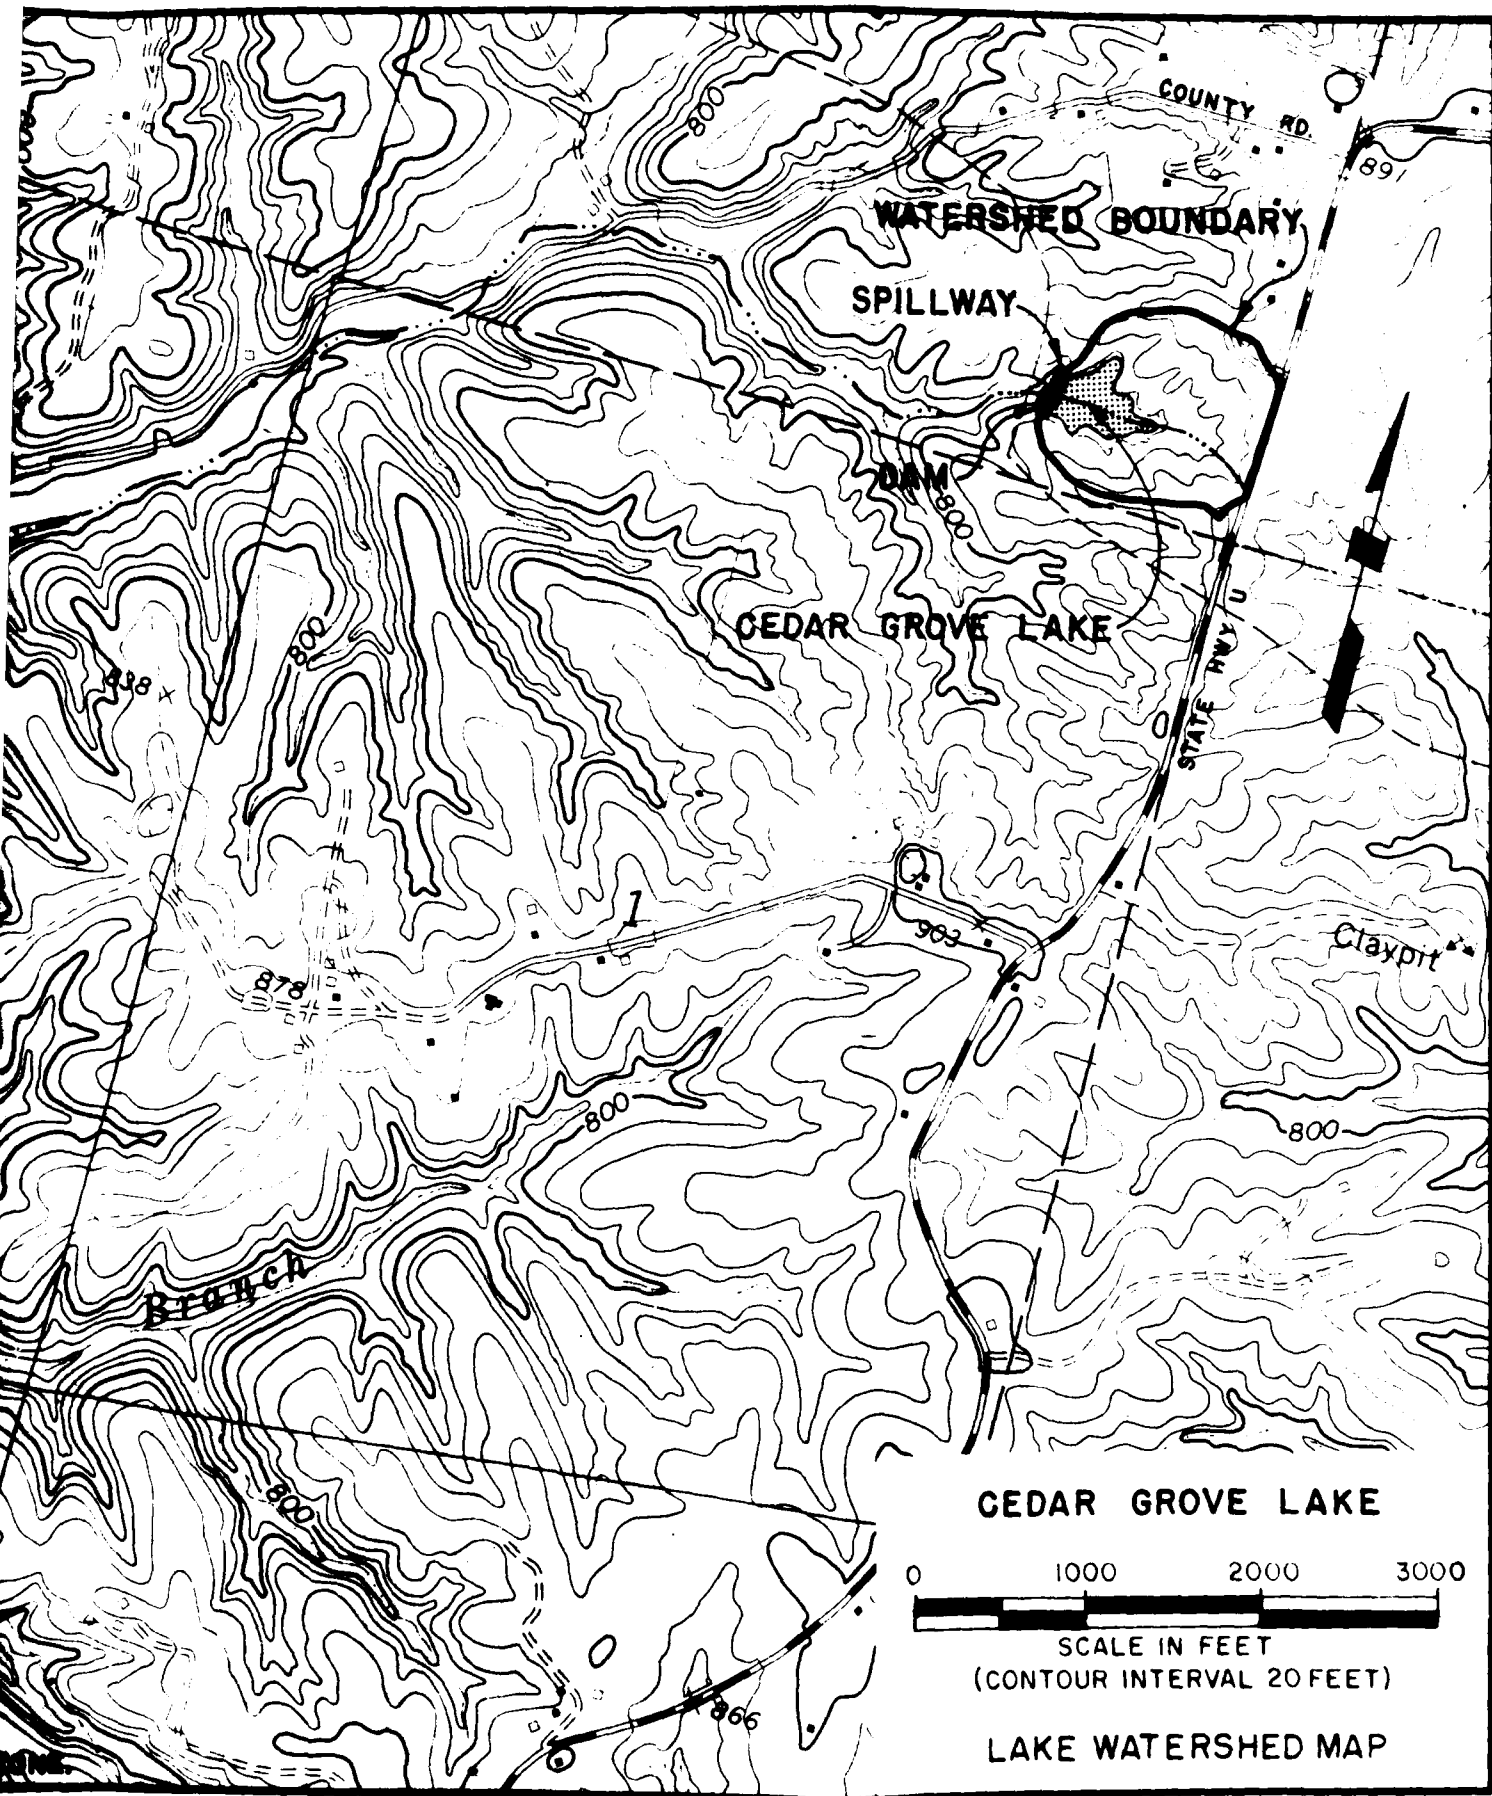 800
COUNTY RD.
891
WATERSHED BOUNDARY
SPILLWAY
DAM
800
CEDAR GROVE LAKE
STATE HWY U
800
838
1
903
Claypit
878
800
800
Branch
800
866
CEDAR GROVE LAKE
0 1000 2000 3000
SCALE IN FEET
(CONTOUR INTERVAL 20 FEET)
LAKE WATERSHED MAP